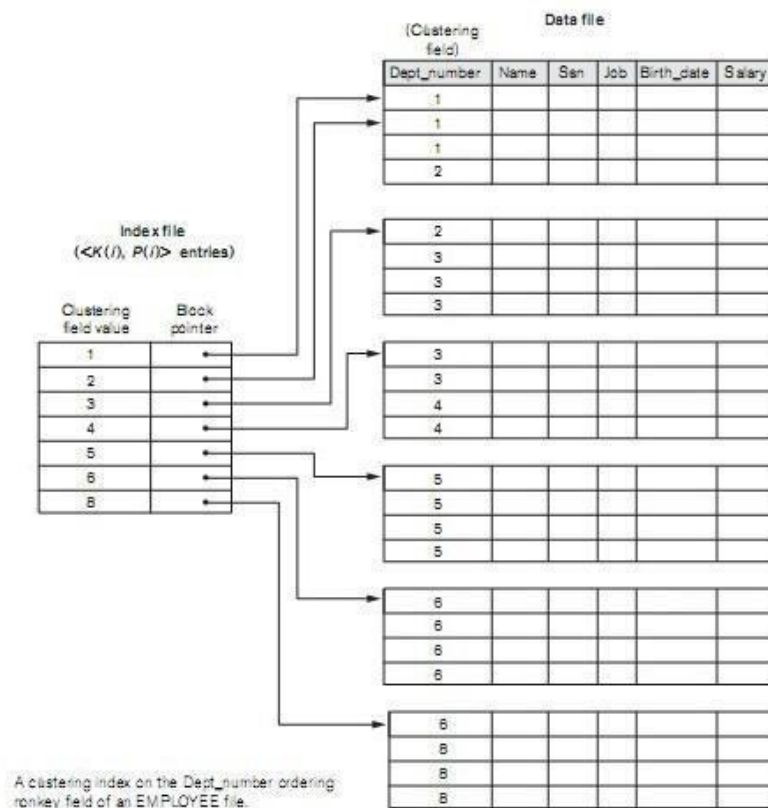 Data file
(Clustering
field)
Dept_number Name Ssn Job Birth_date Salary
1
1
1
2
2
3
3
3
3
3
4
4
5
5
5
5
6
6
6
6
6
8
8
8
Index file
(<K(i), P(i)> entries)
Clustering
field value
Block
pointer
1
2
3
4
5
6
8
A clustering index on the Dept_number ordering
nonkey field of an EMPLOYEE file.